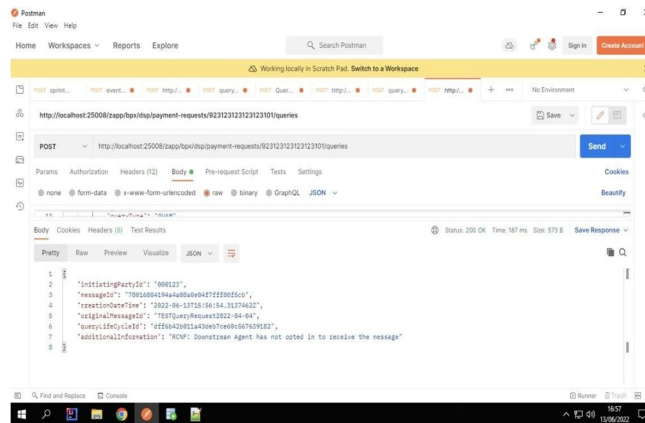 Postman
File Edit View Help
Home Workspaces Reports Explore
Search Postman
Sign In Create Account
Working locally in Scratch Pad. Switch to a Workspace
POST sprint... POST event... POST http:/... POST query... POST Quer... POST http:/... POST query... POST http:/... + ••• No Environment
http://localhost:25008/zapp/bpx/dsp/payment-requests/923123123123123101/queries
Save
POST http://localhost:25008/zapp/bpx/dsp/payment-requests/923123123123123101/queries
Send
Params Authorization Headers (12) Body Pre-request Script Tests Settings Cookies
none form-data x-www-form-urlencoded raw binary GraphQL JSON Beautify
Body Cookies Headers (8) Test Results Status: 200 OK Time: 187 ms Size: 573 B Save Response
Pretty Raw Preview Visualize JSON
1 {
2 "initiatingPartyId": "000123",
3 "messageId":
4 "creationDateTime": "2022-06-13T15:56:54.3137462Z",
5 "originalMessageId": "TESTQueryRequest2022-04-04",
6 "queryLifeCycleId":
7 "additionalInformation": "RCNF: Downstream Agent has not opted in to receive the message"
8 }
Find and Replace Console Runner Trash
16:57
13/06/2022